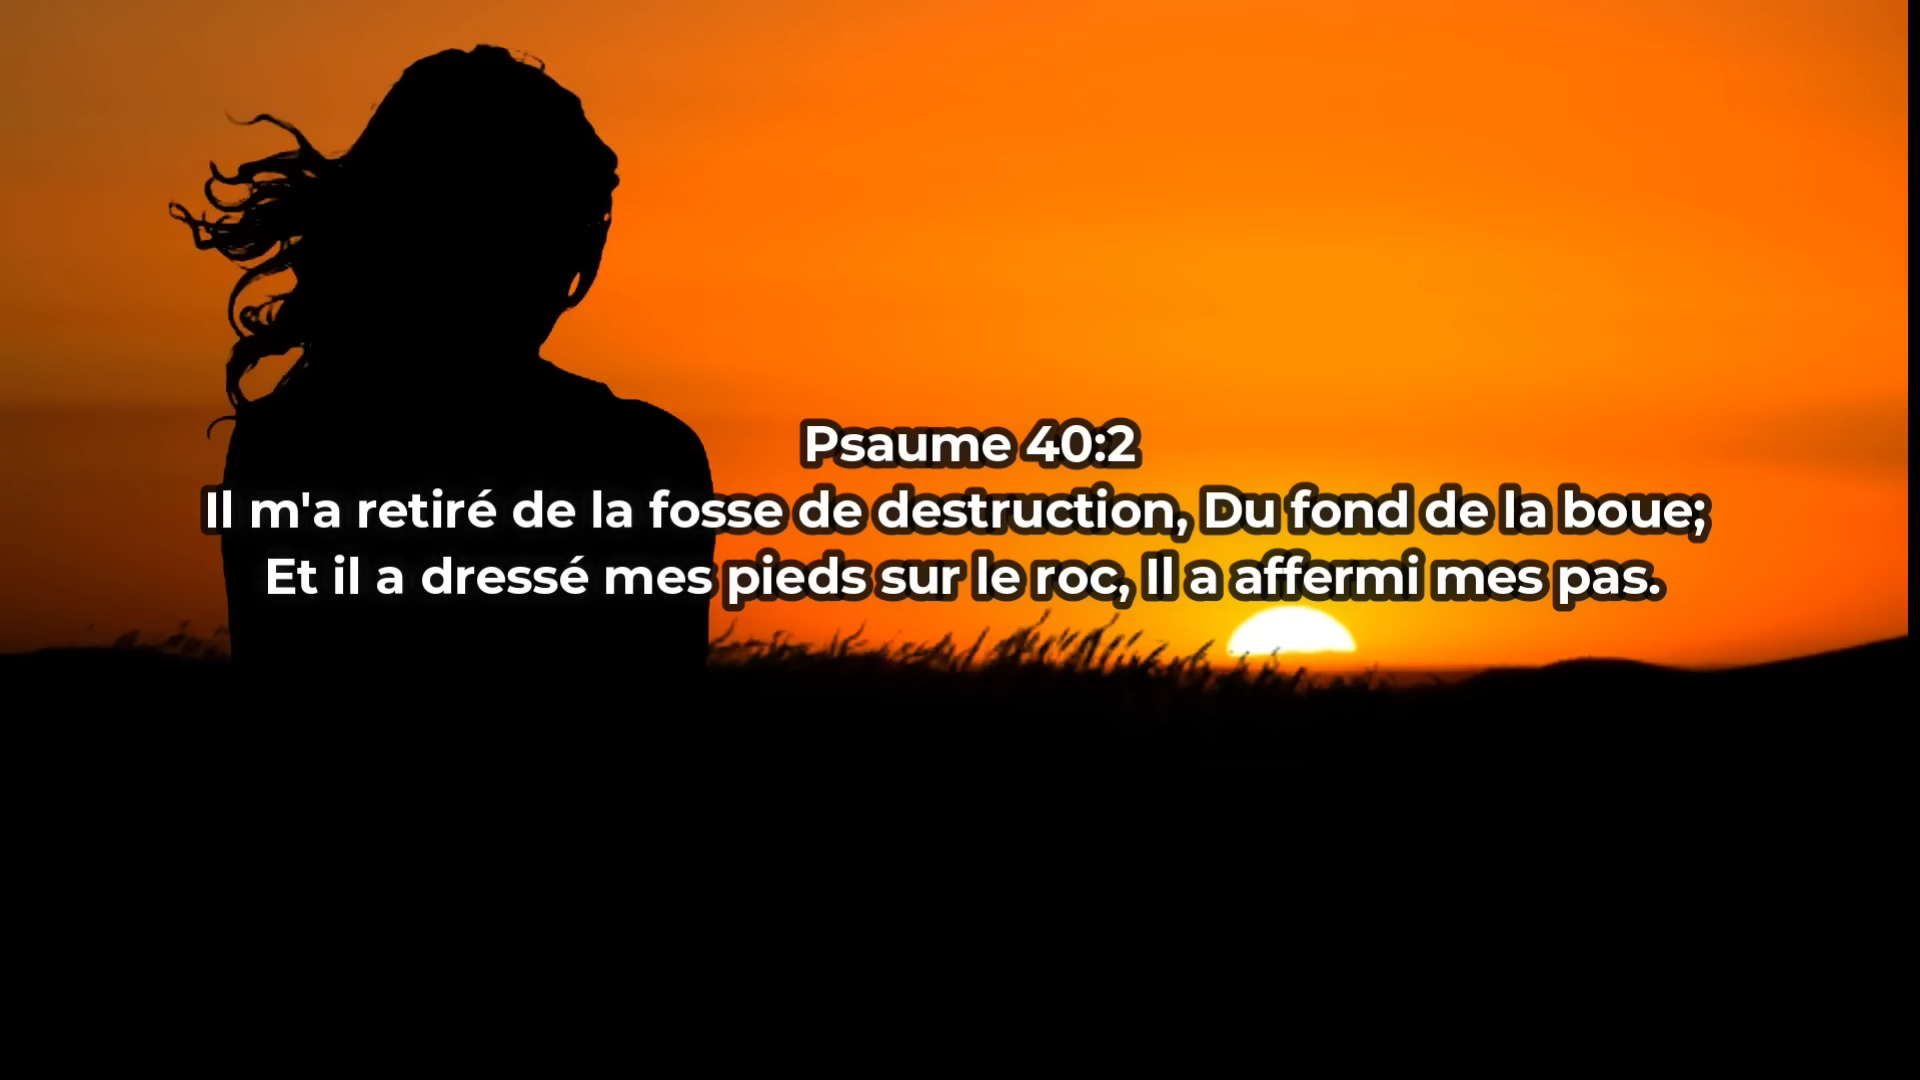 Psaume 40:2
Il m'a retiré de la fosse de destruction, Du fond de la boue;
Et il a dressé mes pieds sur le roc, Il a affermi mes pas.